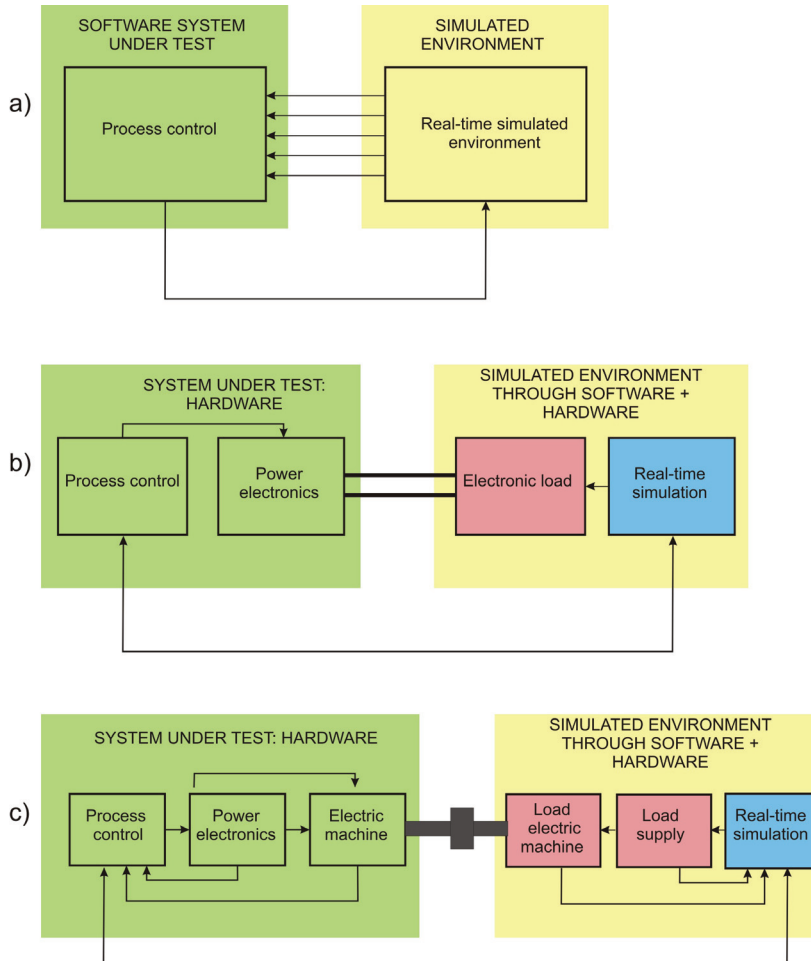 a)
SOFTWARE SYSTEM
UNDER TEST
Process control
SIMULATED
ENVIRONMENT
Real-time simulated
environment
b)
SYSTEM UNDER TEST:
HARDWARE
Process control
Power
electronics
SIMULATED ENVIRONMENT
THROUGH SOFTWARE +
HARDWARE
Electronic load
Real-time
simulation
c)
SYSTEM UNDER TEST: HARDWARE
Process
control
Power
electronics
Electric
machine
SIMULATED ENVIRONMENT
THROUGH SOFTWARE +
HARDWARE
Load
electric
machine
Load
supply
Real-time
simulation